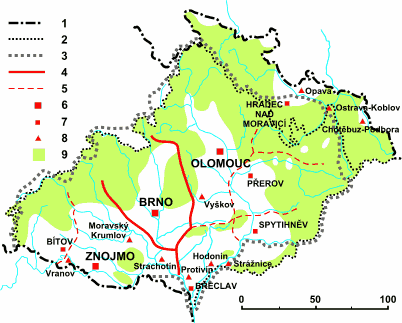 1
2
3
4
5
6
7
8
9
Opava
HRADEC
NAD
MORAVICÍ
Ostrava-Koblov
Chotěbuz-Podbora
OLOMOUC
PŘEROV
BRNO
Vyškov
Moravský
Krumlov
SPYTIHNĚV
BÍTOV
ZNOJMO
Vranov
Strachotín
Hodonín
Protivip
Strážnice
BŘECLAV
0
50
100